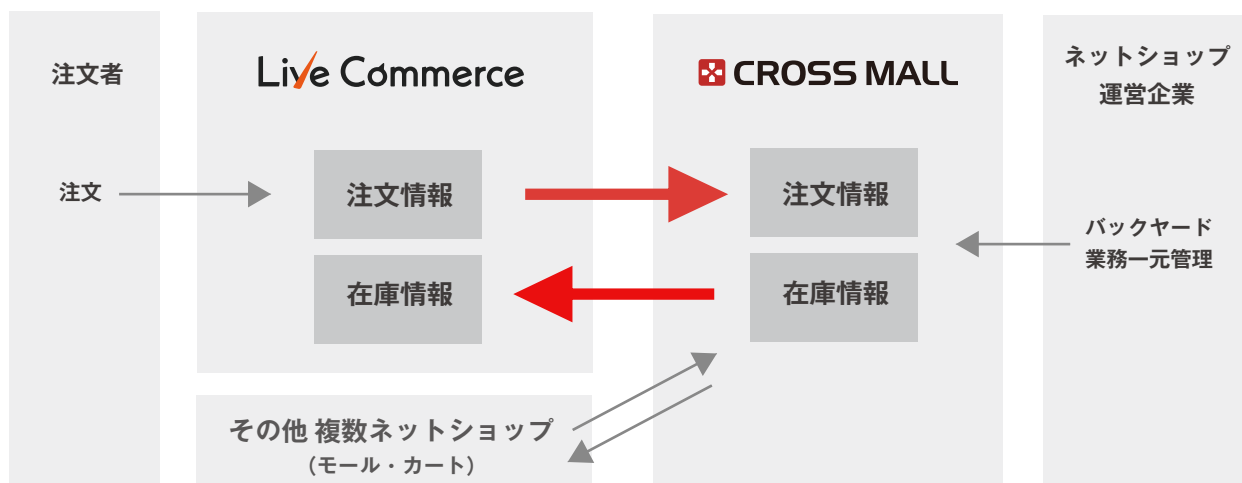 注文者
注文
Live Commerce
注文情報
在庫情報
その他 複数ネットショップ
（モール・カート）
CROSS MALL
注文情報
在庫情報
ネットショップ
運営企業
バックヤード
業務一元管理